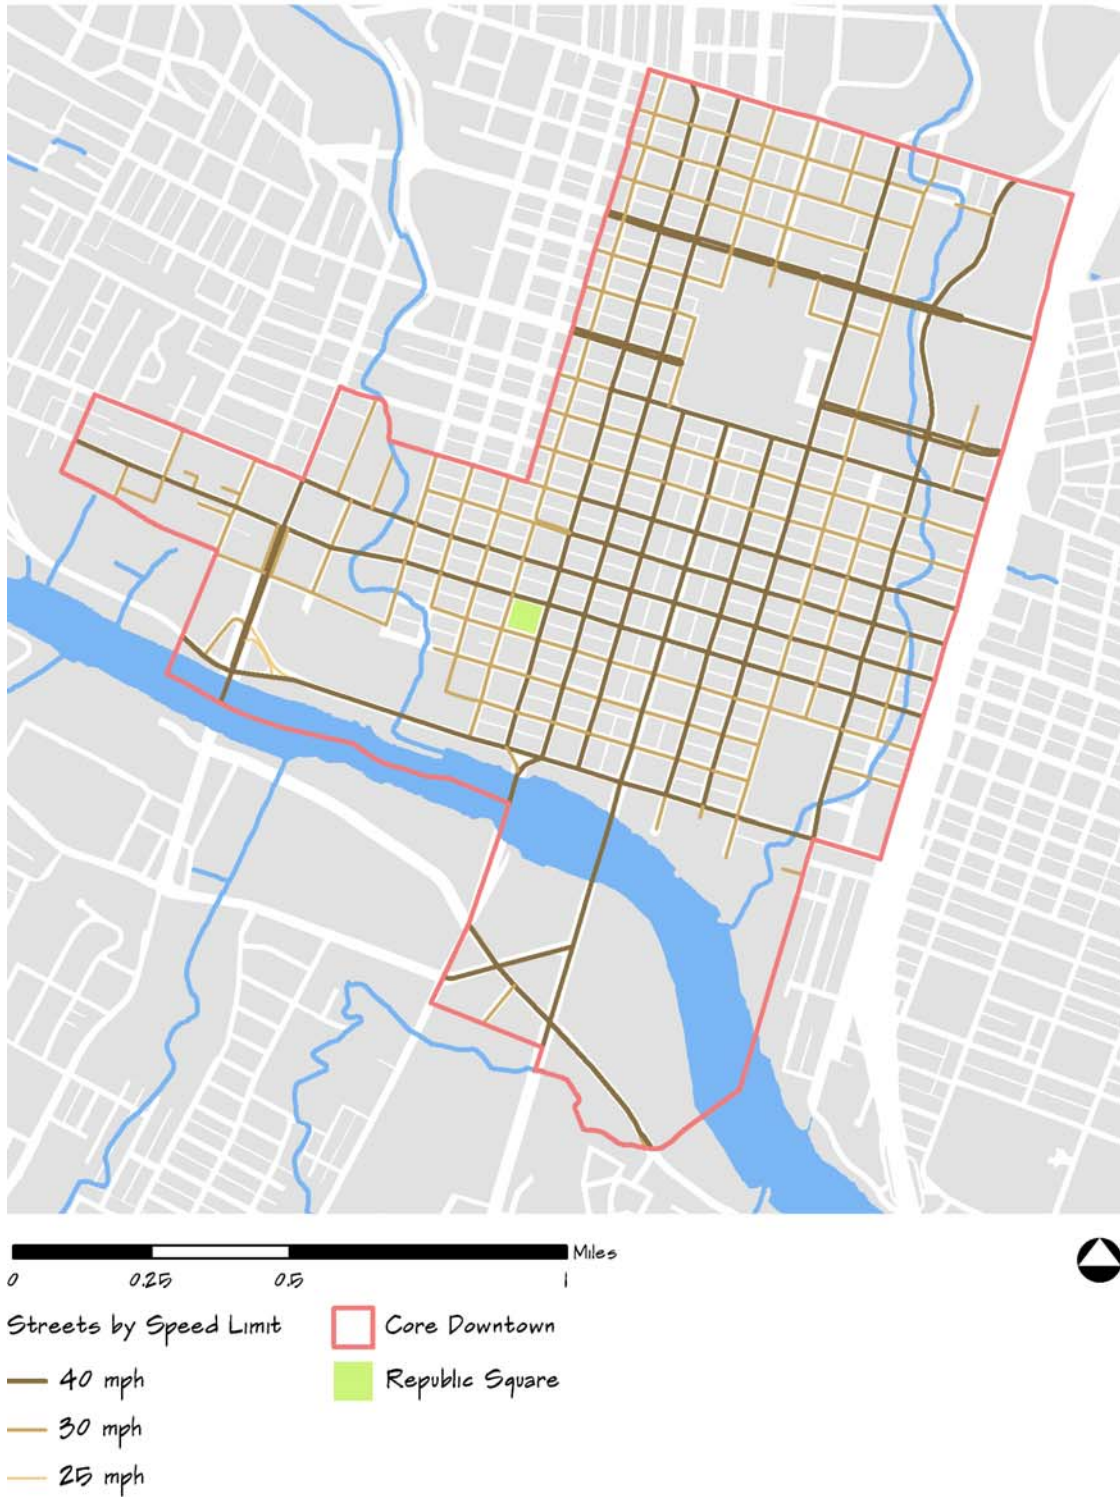 Miles
0 0.25 0.5 1
Streets by Speed Limit
Core Downtown
40 mph
Republic Square
30 mph
25 mph